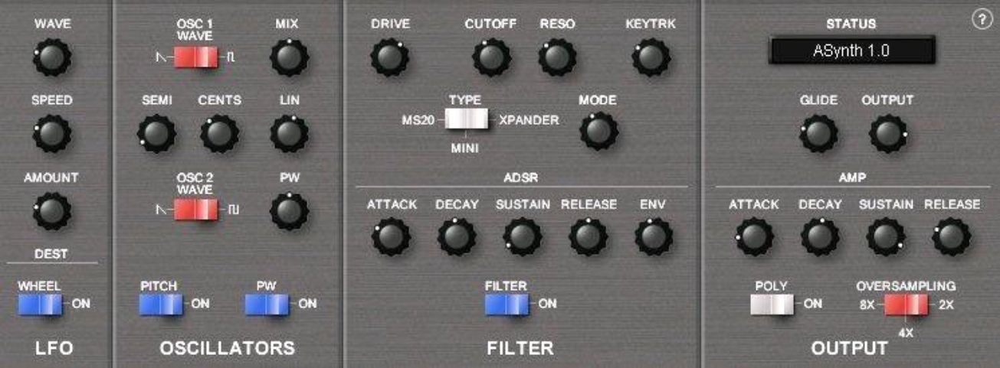 WAVE
SPEED
AMOUNT
DEST
WHEEL
ON
LFO
OSC 1
WAVE
MIX
SEMI
CENTS
LIN
OSC 2
WAVE
PW
PITCH
ON
PW
ON
OSCILLATORS
DRIVE
CUTOFF
RESO
KEYTRK
TYPE
MS20
XPANDER
MINI
MODE
ADSR
ATTACK
DECAY
SUSTAIN
RELEASE
ENV
FILTER
ON
FILTER
STATUS
?
ASynth 1.0
GLIDE
OUTPUT
AMP
ATTACK
DECAY
SUSTAIN
RELEASE
POLY
ON
OVERSAMPLING
8X
2X
4X
OUTPUT